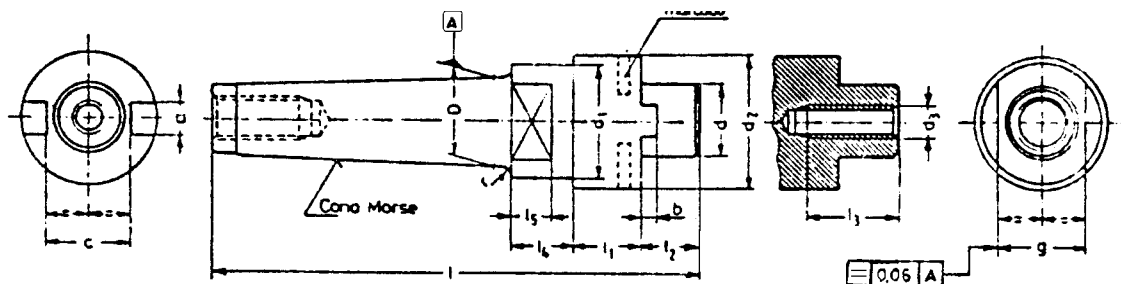 A
a
D
d₁
d
d₂
d₃
r
Cono Morse
l₅
b
l₃
= =
= =
c
l₄
l₁
l₂
g
l
0,06 A